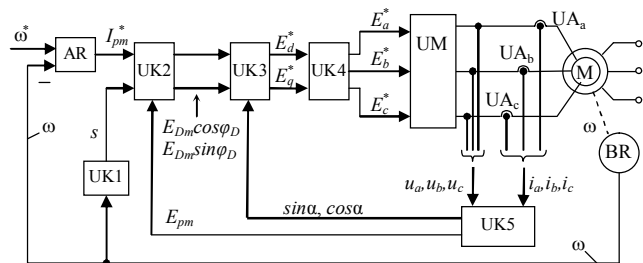 ω*
AR
I*pm
UK2
UK3
E*d
E*q
UK4
E*a
E*b
E*c
UM
UAa
UAb
UAc
M
−
ω
s
UK1
EDmcosφD
EDmsinφD
ω
BR
ua,ub,uc
ia,ib,ic
UK5
sinα, cosα
Epm
ω